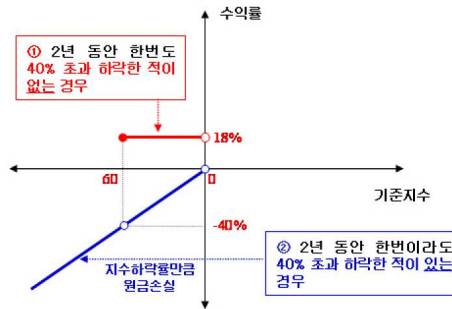 수익률
① 2년 동안 한번도
40% 초과 하락한 적이
없는 경우
18%
60
0
기준지수
-40%
지수하락률만큼
원금손실
② 2년 동안 한번이라도
40% 초과 하락한 적이 있는
경우